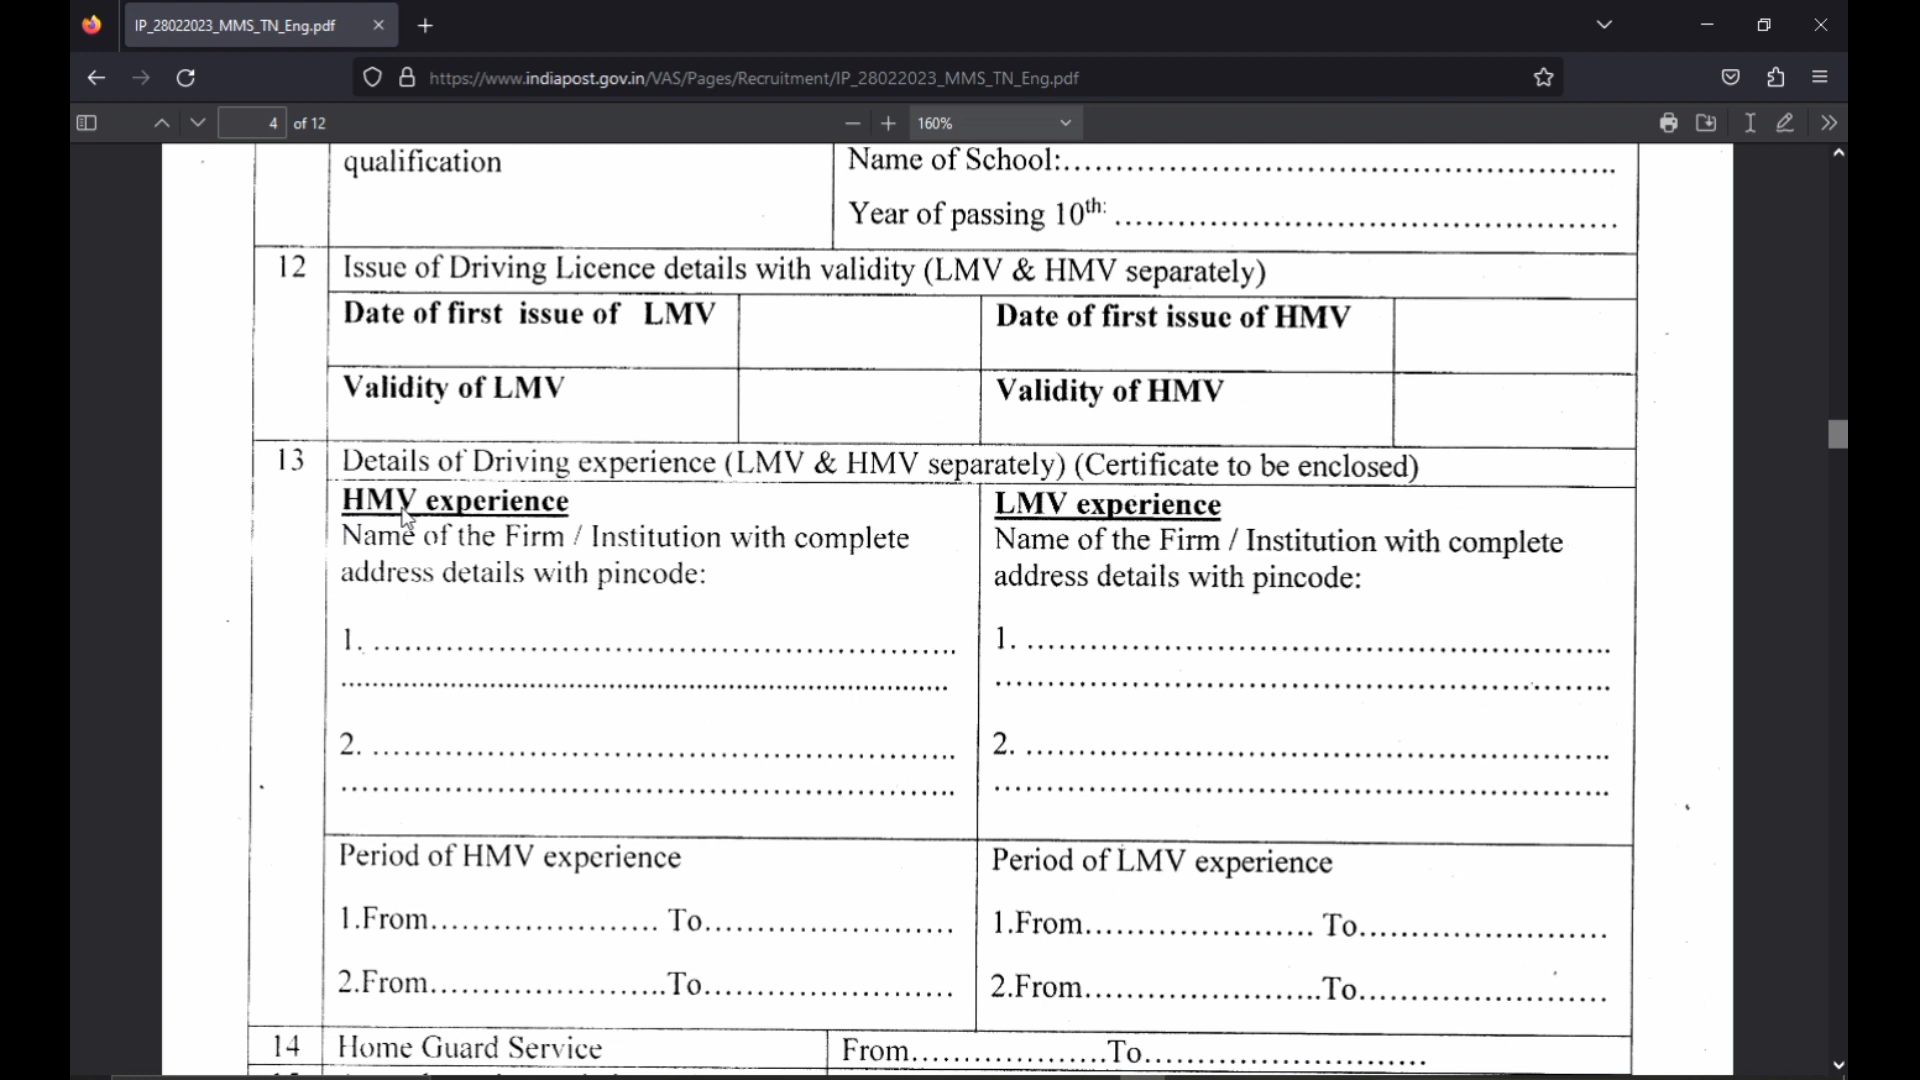 IP_28022023_MMS_TN_Eng.pdf
https://www.indiapost.gov.in/VAS/Pages/Recruitment/IP_28022023_MMS_TN_Eng.pdf
4 of 12
160%
qualification
Name of School:..........................................................
Year of passing 10th: ..................................................
12 Issue of Driving Licence details with validity (LMV & HMV separately)
Date of first issue of LMV
Date of first issue of HMV
Validity of LMV
Validity of HMV
13 Details of Driving experience (LMV & HMV separately) (Certificate to be enclosed)
HMV experience
Name of the Firm / Institution with complete
address details with pincode:
1. .........................................................
.........................................................
2. .........................................................
.........................................................
LMV experience
Name of the Firm / Institution with complete
address details with pincode:
1. .........................................................
.........................................................
2. .........................................................
.........................................................
Period of HMV experience
1.From...................... To........................
2.From.......................To........................
Period of LMV experience
1.From...................... To........................
2.From.......................To........................
14 Home Guard Service From...................To...........................